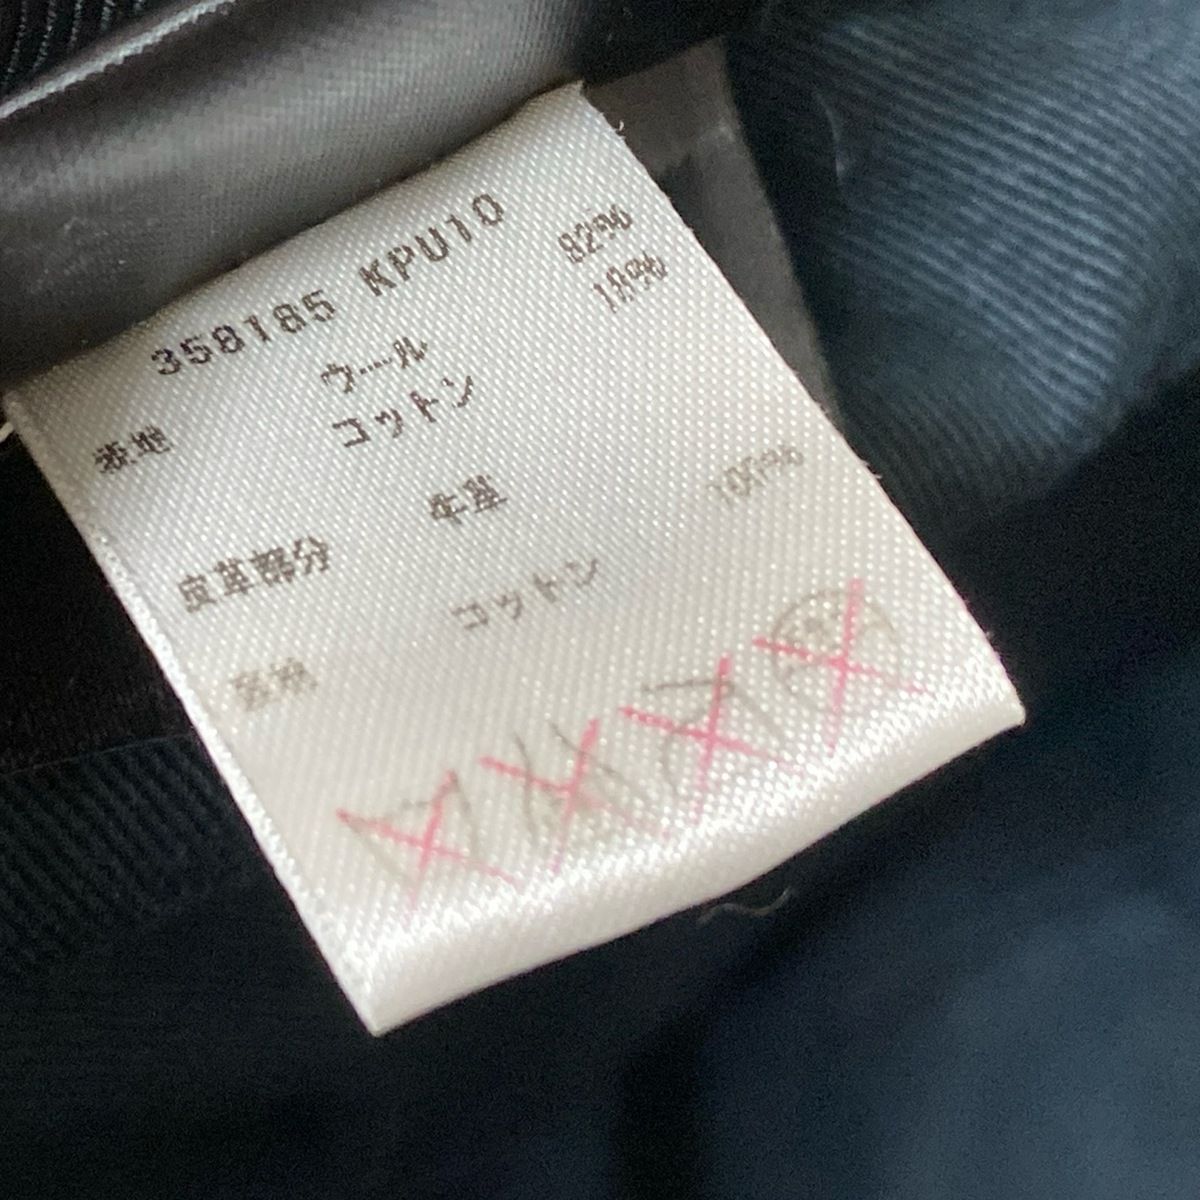 358185 KPU10
表地 ウール 82%
コットン 18%
皮革部分 牛革
裏地 コットン 100%